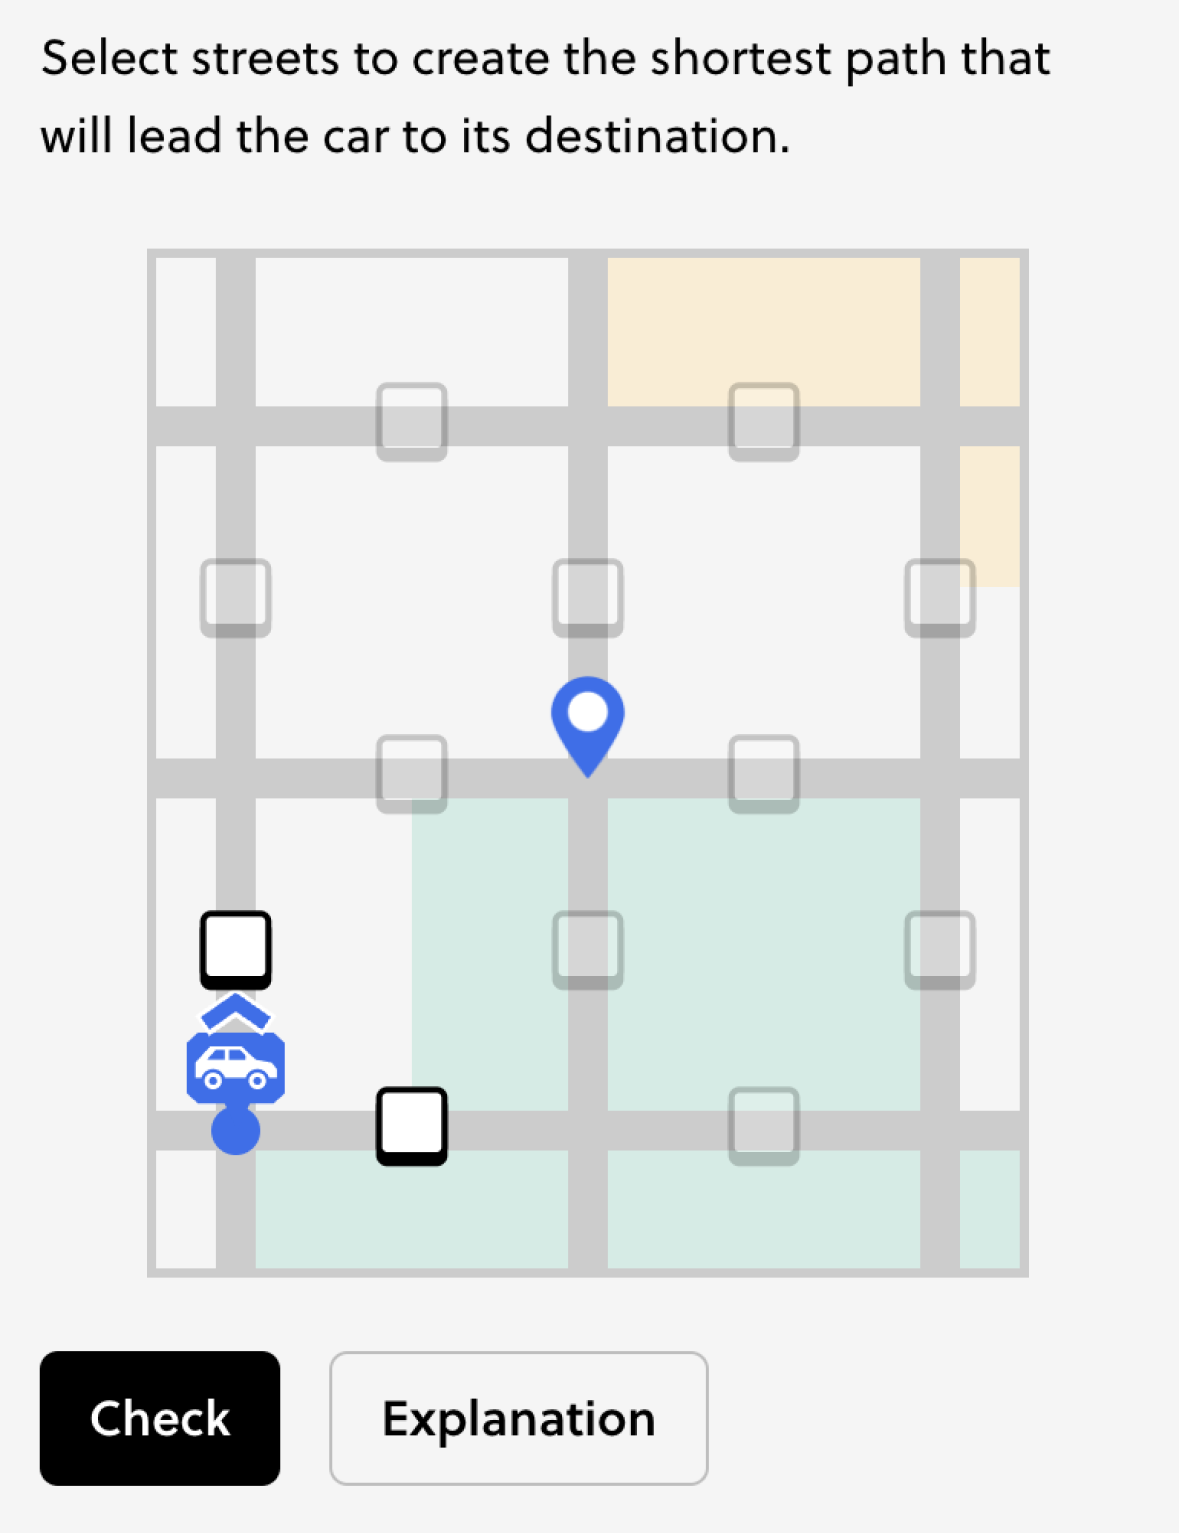 Select streets to create the shortest path that
will lead the car to its destination.
Check
Explanation